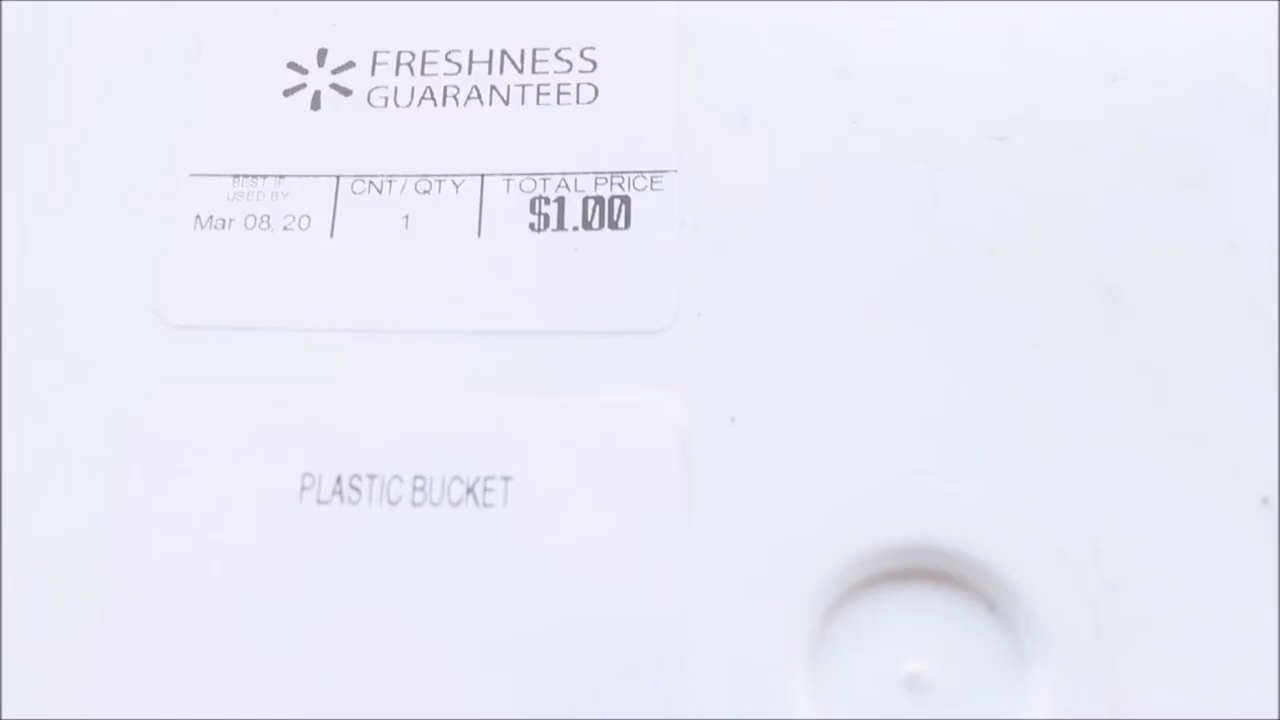 FRESHNESS
GUARANTEED
BEST IF
USED BY
Mar 08, 20
CNT/QTY
1
TOTAL PRICE
$1.00
PLASTIC BUCKET